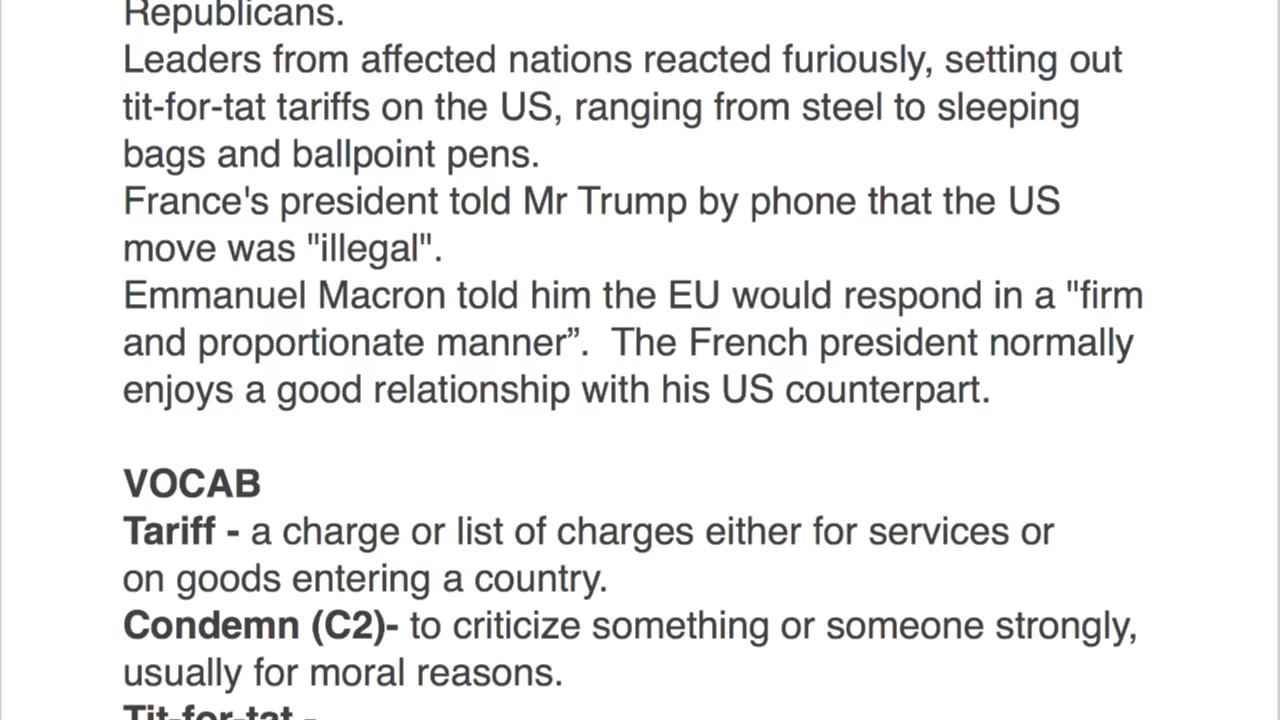 Republicans.
Leaders from affected nations reacted furiously, setting out
tit-for-tat tariffs on the US, ranging from steel to sleeping
bags and ballpoint pens.
France's president told Mr Trump by phone that the US
move was "illegal".
Emmanuel Macron told him the EU would respond in a "firm
and proportionate manner”.  The French president normally
enjoys a good relationship with his US counterpart.
VOCAB
Tariff - a charge or list of charges either for services or
on goods entering a country.
Condemn (C2)- to criticize something or someone strongly,
usually for moral reasons.
Tit-for-tat -